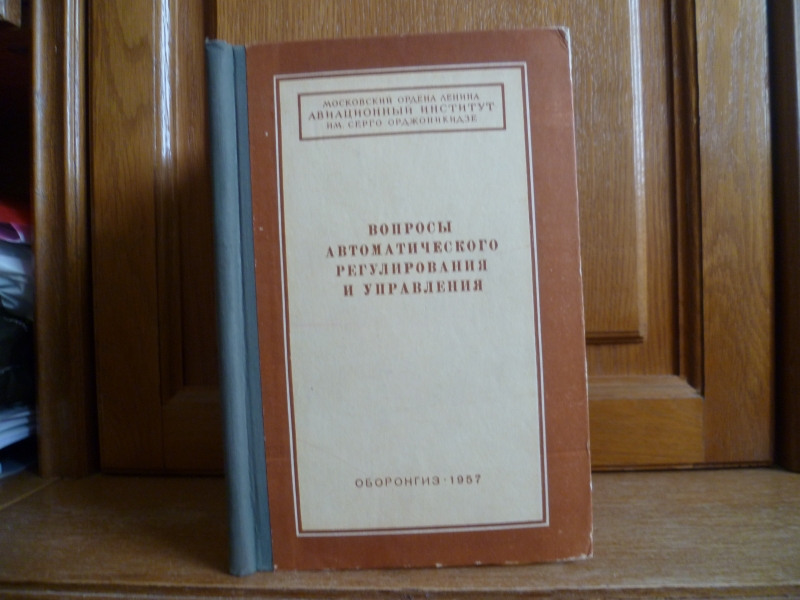 МОСКОВСКИЙ ОРДЕНА ЛЕНИНА
АВИАЦИОННЫЙ ИНСТИТУТ
ИМ. СЕРГО ОРДЖОНИКИДЗЕ
ВОПРОСЫ
АВТОМАТИЧЕСКОГО
РЕГУЛИРОВАНИЯ
И УПРАВЛЕНИЯ
ОБОРОНГИЗ · 1957